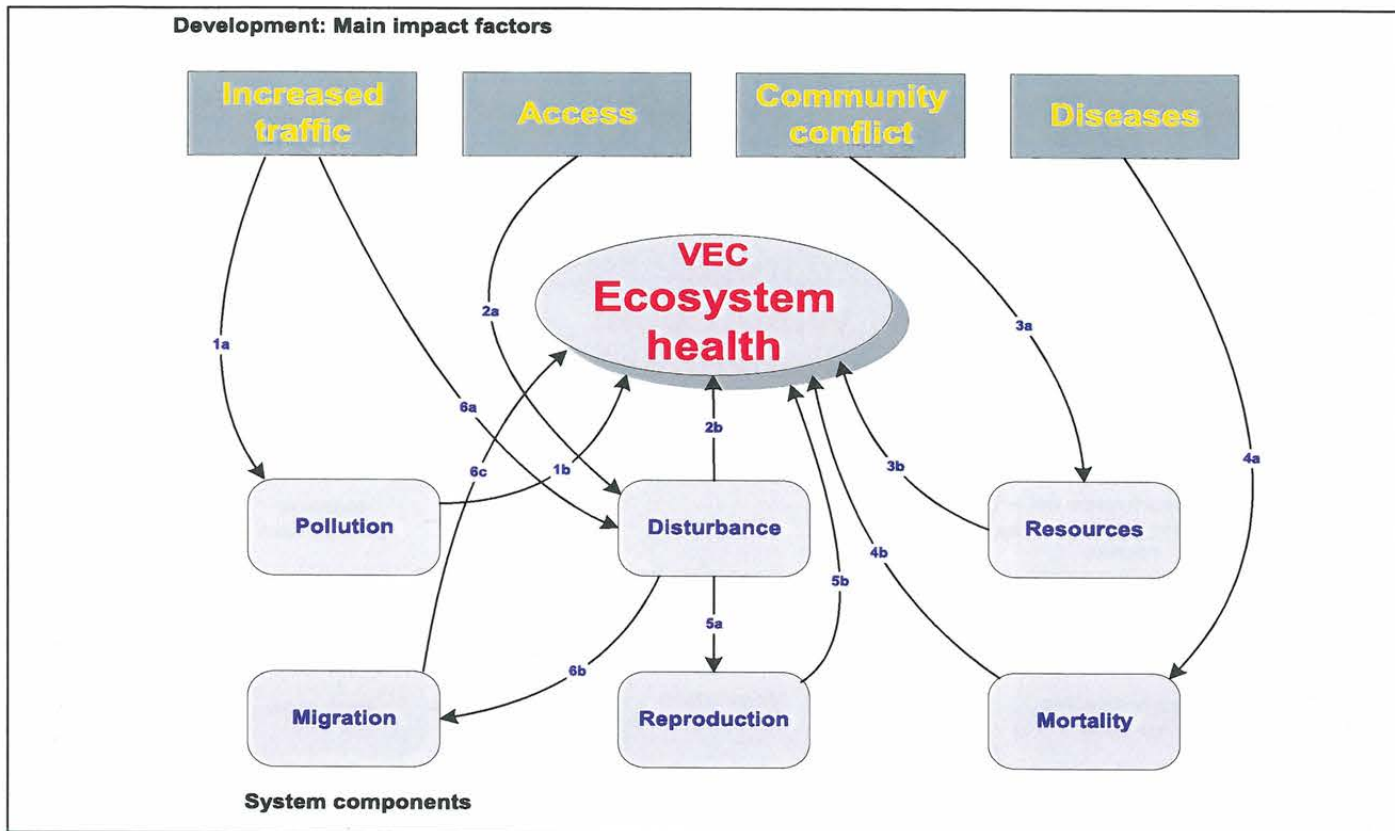 Development: Main impact factors
Increased
traffic
Access
Community
conflict
Diseases
VEC
Ecosystem
health
2a
3a
1a
6a
2b
6c
1b
3b
4a
Pollution
Disturbance
Resources
4b
5b
5a
6b
Migration
Reproduction
Mortality
System components